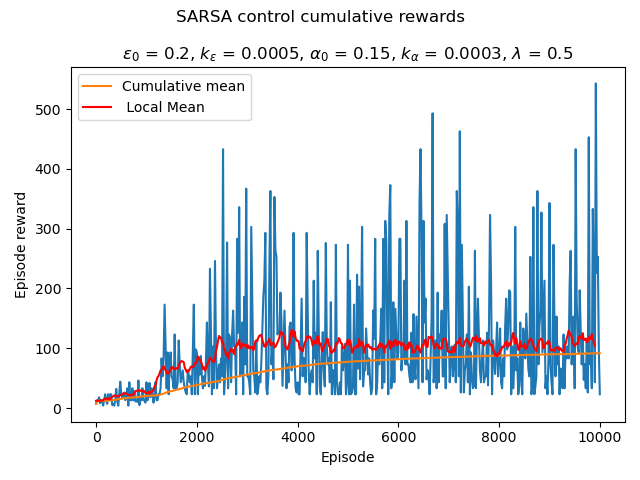 SARSA control cumulative rewards
ε₀ = 0.2, kε = 0.0005, α₀ = 0.15, kα = 0.0003, λ = 0.5
Cumulative mean
Local Mean
Episode reward
500
400
300
200
100
0
0 2000 4000 6000 8000 10000
Episode